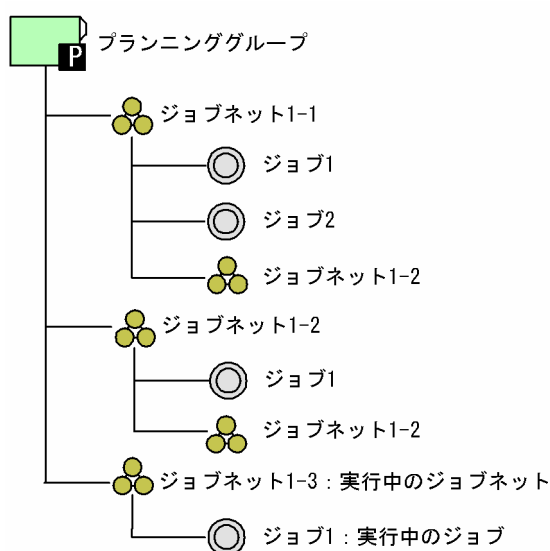 P
プランニンググループ
ジョブネット1-1
ジョブ1
ジョブ2
ジョブネット1-2
ジョブネット1-2
ジョブ1
ジョブネット1-2
ジョブネット1-3：実行中のジョブネット
ジョブ1：実行中のジョブ